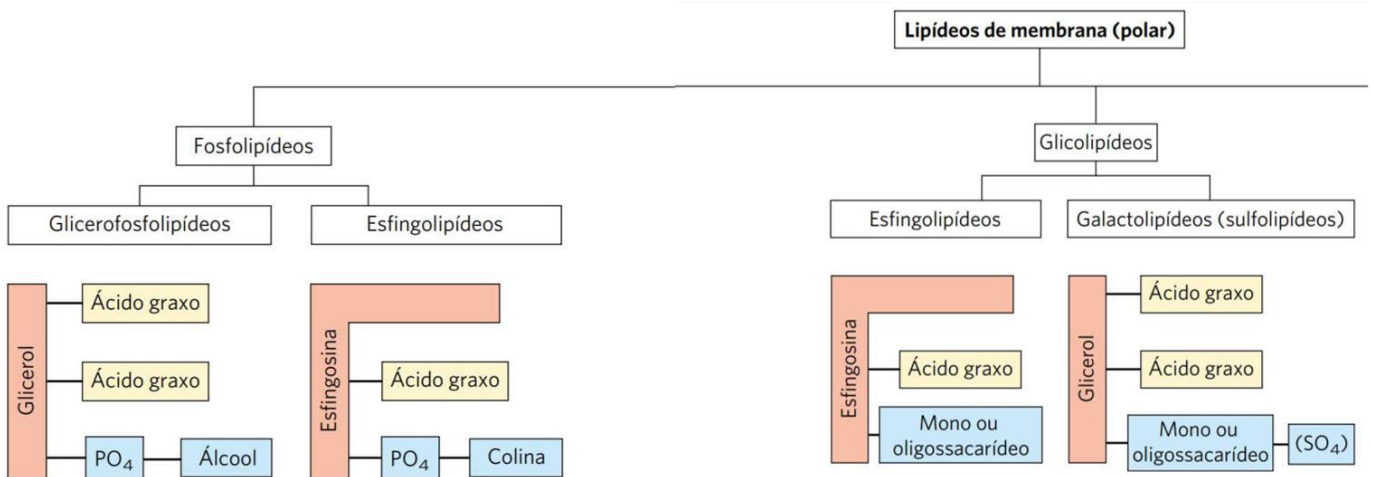 Lipídeos de membrana (polar)
Fosfolipídeos
Glicolipídeos
Glicerofosfolipídeos
Esfingolipídeos
Esfingolipídeos
Galactolipídeos (sulfolipídeos)
Glicerol
Ácido graxo
Ácido graxo
PO₄
Álcool
Esfingosina
Ácido graxo
PO₄
Colina
Esfingosina
Ácido graxo
Mono ou
oligossacarídeo
Glicerol
Ácido graxo
Ácido graxo
Mono ou
oligossacarídeo
(SO₄)